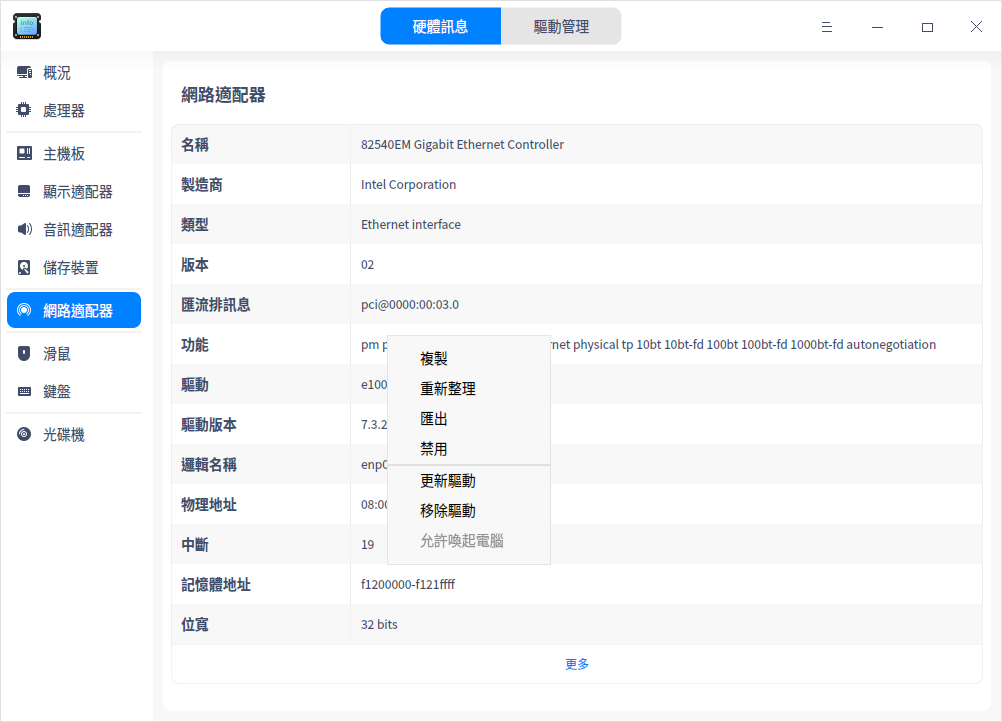 硬體訊息
驅動管理
概況
處理器
主機板
顯示適配器
音訊適配器
儲存裝置
網路適配器
滑鼠
鍵盤
光碟機
網路適配器
名稱 82540EM Gigabit Ethernet Controller
製造商 Intel Corporation
類型 Ethernet interface
版本 02
匯流排訊息 pci@0000:00:03.0
功能 pm physical tp 10bt 10bt-fd 100bt 100bt-fd 1000bt-fd autonegotiation
驅動 e100
驅動版本 7.3.2
邏輯名稱 enp0
物理地址 08:00
中斷 19
記憶體地址 f1200000-f121ffff
位寬 32 bits
更多
複製
重新整理
匯出
禁用
更新驅動
移除驅動
允許喚起電腦